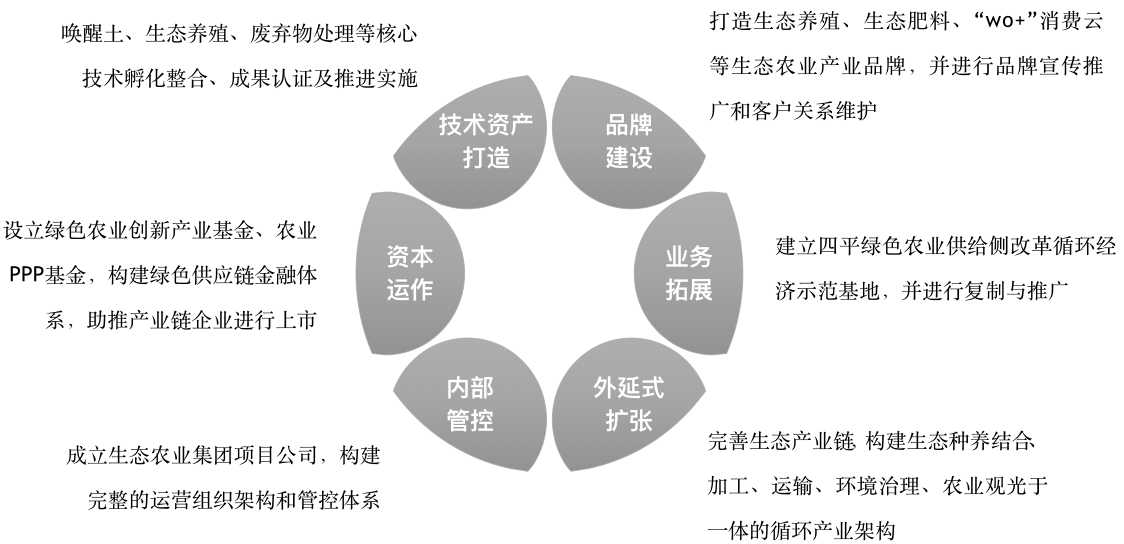 唤醒土、生态养殖、废弃物处理等核心
技术孵化整合、成果认证及推进实施
打造生态养殖、生态肥料、“wo+”消费云
等生态农业产业品牌，并进行品牌宣传推
广和客户关系维护
技术资产
打造
品牌
建设
设立绿色农业创新产业基金、农业
PPP基金，构建绿色供应链金融体
系，助推产业链企业进行上市
资本
运作
业务
拓展
建立四平绿色农业供给侧改革循环经
济示范基地，并进行复制与推广
内部
管控
外延式
扩张
成立生态农业集团项目公司，构建
完整的运营组织架构和管控体系
完善生态产业链 构建生态种养结合、
加工、运输、环境治理、农业观光于
一体的循环产业架构